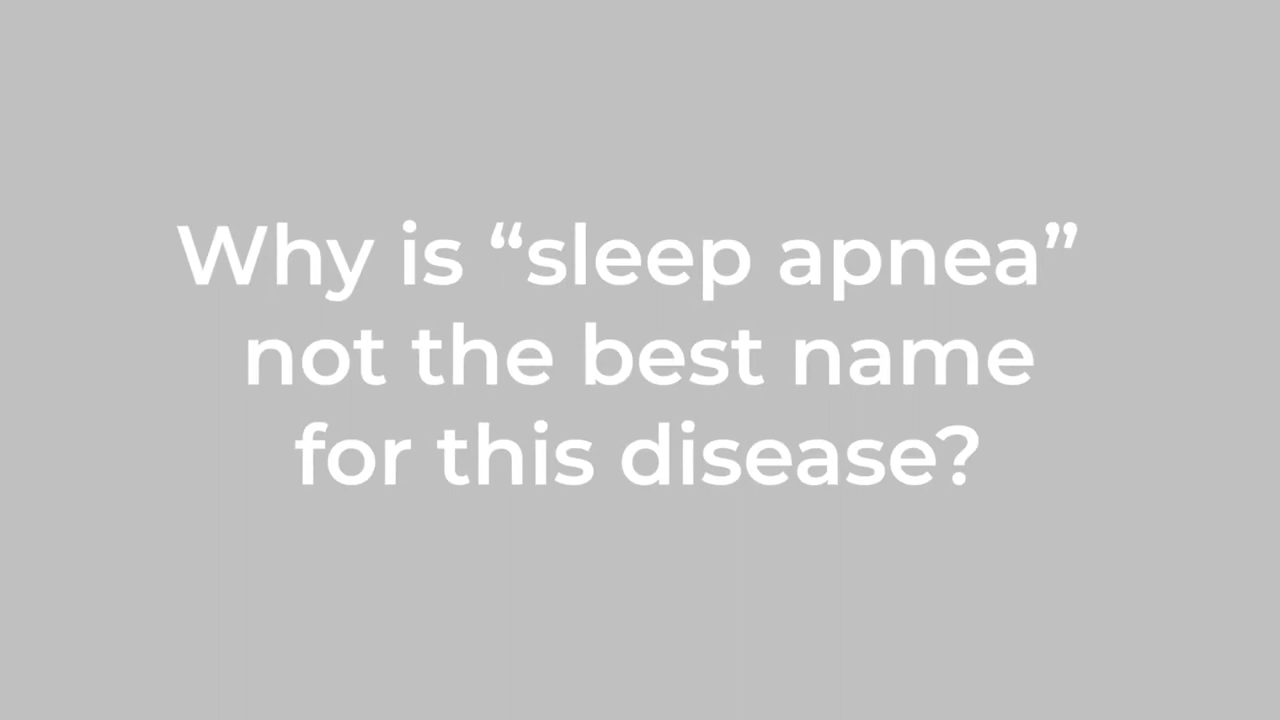 Why is “sleep apnea”
not the best name
for this disease?